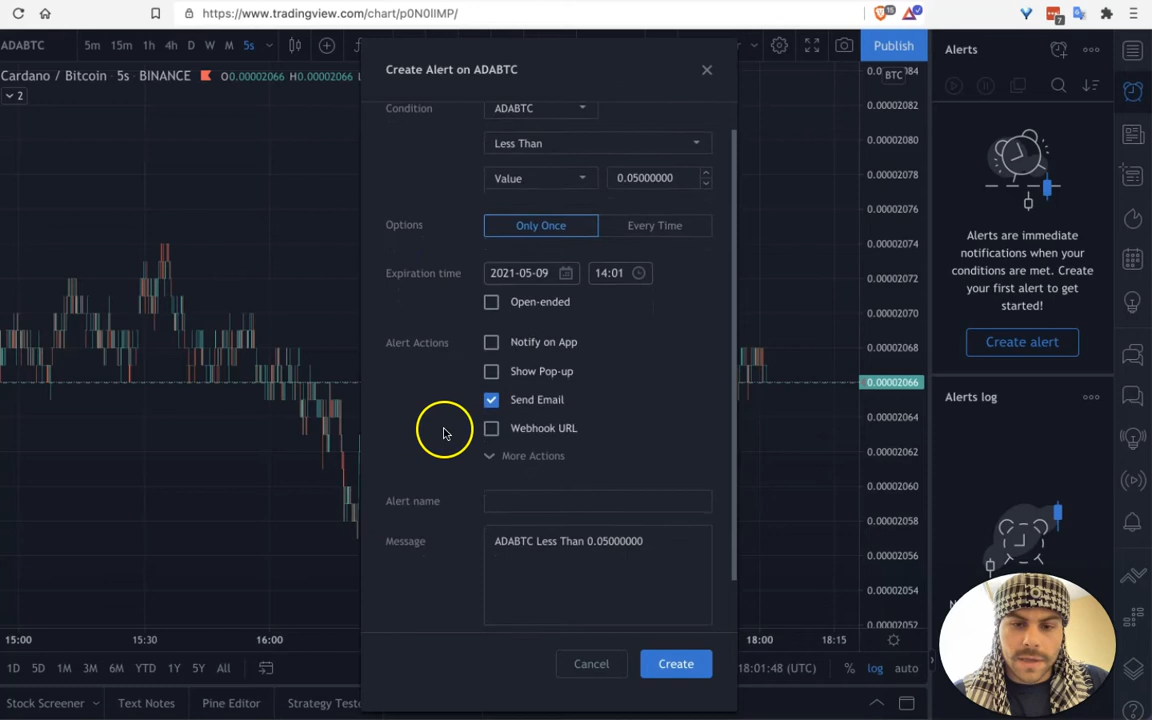 https://www.tradingview.com/chart/p0N0lIMP/
15
7
ADABTC
5m 15m 1h 4h D W M 5s
Publish
Cardano / Bitcoin · 5s · BINANCE
O0.00002066 H0.00002066
2
Create Alert on ADABTC
Condition
ADABTC
Less Than
Value
0.05000000
Options
Only Once
Every Time
Expiration time
2021-05-09
14:01
Open-ended
Alert Actions
Notify on App
Show Pop-up
Send Email
Webhook URL
More Actions
Alert name
Message
ADABTC Less Than 0.05000000
Cancel
Create
BTC
0.00002082
0.00002080
0.00002078
0.00002076
0.00002074
0.00002072
0.00002070
0.00002068
0.00002066
0.00002064
0.00002062
0.00002060
0.00002058
0.00002056
0.00002054
0.00002052
Alerts
Alerts are immediate
notifications when your
conditions are met. Create
your first alert to get
started!
Create alert
Alerts log
15:00
15:30
16:00
18:00
18:15
1D 5D 1M 3M 6M YTD 1Y 5Y All
18:01:48 (UTC)
% log auto
Stock Screener
Text Notes
Pine Editor
Strategy Teste